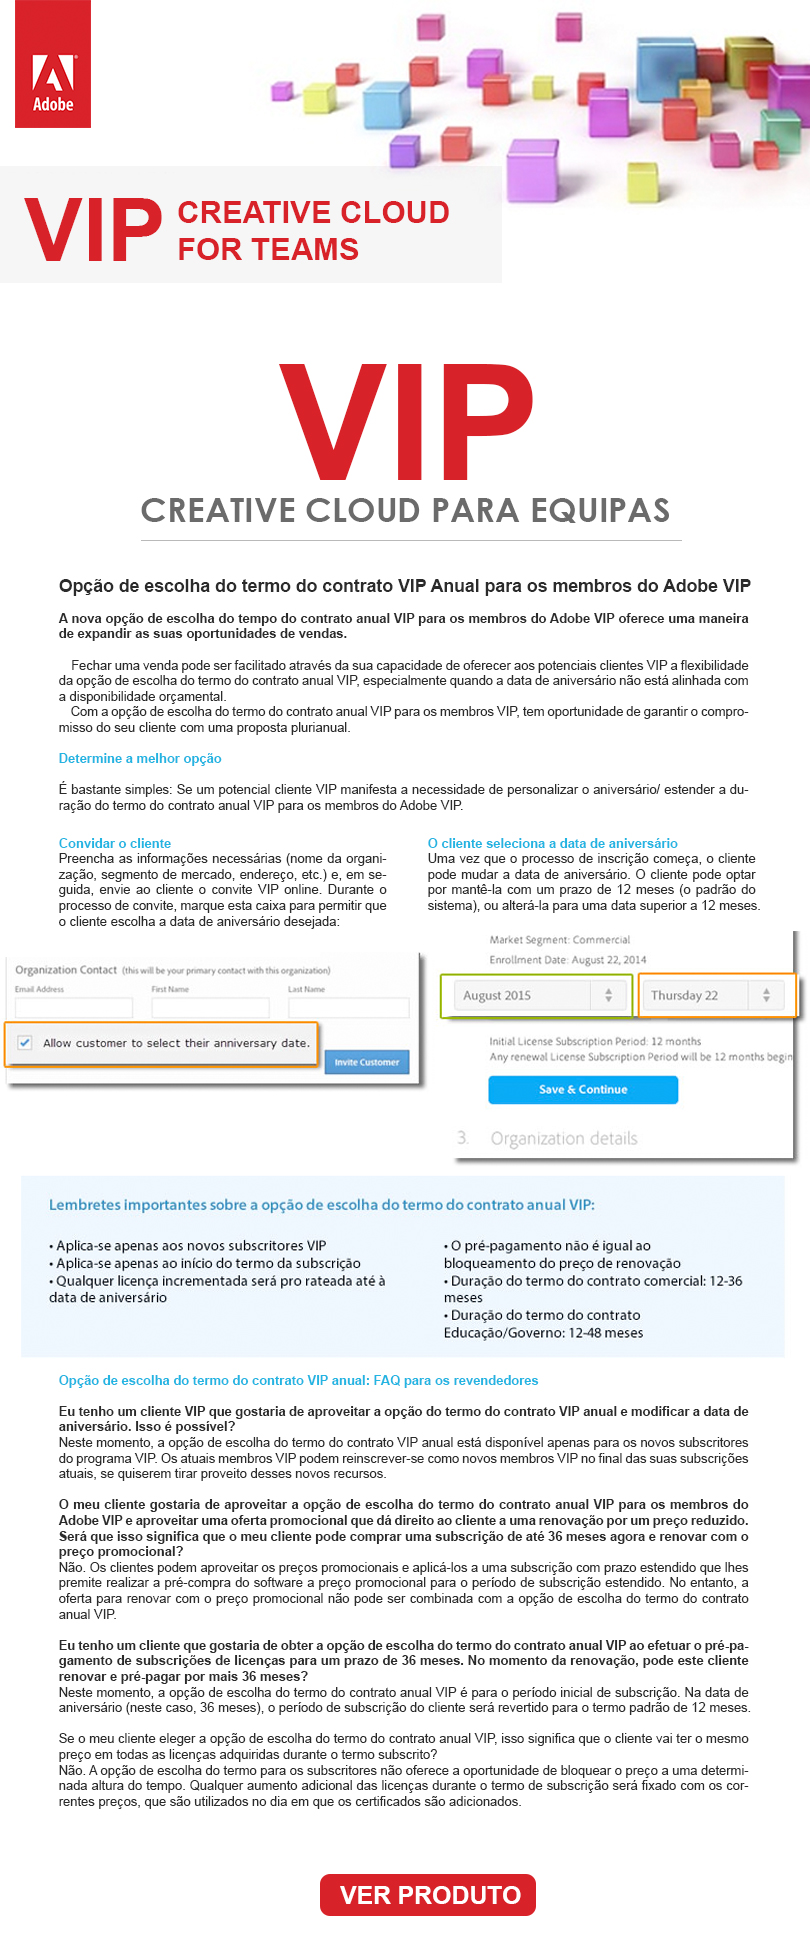 Adobe
VIP
CREATIVE CLOUD
FOR TEAMS
VIP
CREATIVE CLOUD PARA EQUIPAS
Opção de escolha do termo do contrato VIP Anual para os membros do Adobe VIP
A nova opção de escolha do tempo do contrato anual VIP para os membros do Adobe VIP oferece uma maneira
de expandir as suas oportunidades de vendas.
Fechar uma venda pode ser facilitado através da sua capacidade de oferecer aos potenciais clientes VIP a flexibilidade
da opção de escolha do termo do contrato anual VIP, especialmente quando a data de aniversário não está alinhada com
a disponibilidade orçamental.
Com a opção de escolha do termo do contrato anual VIP para os membros VIP, tem oportunidade de garantir o compro-
misso do seu cliente com uma proposta plurianual.
Determine a melhor opção
É bastante simples: Se um potencial cliente VIP manifesta a necessidade de personalizar o aniversário/ estender a du-
ração do termo do contrato anual VIP para os membros do Adobe VIP.
Convidar o cliente
Preencha as informações necessárias (nome da organi-
zação, segmento de mercado, endereço, etc.) e, em se-
guida, envie ao cliente o convite VIP online. Durante o
processo de convite, marque esta caixa para permitir que
o cliente escolha a data de aniversário desejada:
O cliente seleciona a data de aniversário
Uma vez que o processo de inscrição começa, o cliente
pode mudar a data de aniversário. O cliente pode optar
por mantê-la com um prazo de 12 meses (o padrão do
sistema), ou alterá-la para uma data superior a 12 meses.
Organization Contact (this will be your primary contact with this organization)
Email Address First Name Last Name
Allow customer to select their anniversary date.
Invite Customer
Market Segment: Commercial
Enrollment Date: August 22, 2014
August 2015 Thursday 22
Initial License Subscription Period: 12 months
Any renewal License Subscription Period will be 12 months begin
Save & Continue
3. Organization details
Lembretes importantes sobre a opção de escolha do termo do contrato anual VIP:
• Aplica-se apenas aos novos subscritores VIP
• Aplica-se apenas ao início do termo da subscrição
• Qualquer licença incrementada será pro rateada até à
data de aniversário
• O pré-pagamento não é igual ao
bloqueamento do preço de renovação
• Duração do termo do contrato comercial: 12-36
meses
• Duração do termo do contrato
Educação/Governo: 12-48 meses
Opção de escolha do termo do contrato VIP anual: FAQ para os revendedores
Eu tenho um cliente VIP que gostaria de aproveitar a opção do termo do contrato VIP anual e modificar a data de
aniversário. Isso é possível?
Neste momento, a opção de escolha do termo do contrato VIP anual está disponível apenas para os novos subscritores
do programa VIP. Os atuais membros VIP podem reinscrever-se como novos membros VIP no final das suas subscrições
atuais, se quiserem tirar proveito desses novos recursos.
O meu cliente gostaria de aproveitar a opção de escolha do termo do contrato anual VIP para os membros do
Adobe VIP e aproveitar uma oferta promocional que dá direito ao cliente a uma renovação por um preço reduzido.
Será que isso significa que o meu cliente pode comprar uma subscrição de até 36 meses agora e renovar com o
preço promocional?
Não. Os clientes podem aproveitar os preços promocionais e aplicá-los a uma subscrição com prazo estendido que lhes
premite realizar a pré-compra do software a preço promocional para o período de subscrição estendido. No entanto, a
oferta para renovar com o preço promocional não pode ser combinada com a opção de escolha do termo do contrato
anual VIP.
Eu tenho um cliente que gostaria de obter a opção de escolha do termo do contrato anual VIP ao efetuar o pré-pa-
gamento de subscrições de licenças para um prazo de 36 meses. No momento da renovação, pode este cliente
renovar e pré-pagar por mais 36 meses?
Neste momento, a opção de escolha do termo do contrato anual VIP é para o período inicial de subscrição. Na data de
aniversário (neste caso, 36 meses), o período de subscrição do cliente será revertido para o termo padrão de 12 meses.
Se o meu cliente eleger a opção de escolha do termo do contrato anual VIP, isso significa que o cliente vai ter o mesmo
preço em todas as licenças adquiridas durante o termo subscrito?
Não. A opção de escolha do termo para os subscritores não oferece a oportunidade de bloquear o preço a uma determi-
nada altura do tempo. Qualquer aumento adicional das licenças durante o termo de subscrição será fixado com os cor-
rentes preços, que são utilizados no dia em que os certificados são adicionados.
VER PRODUTO